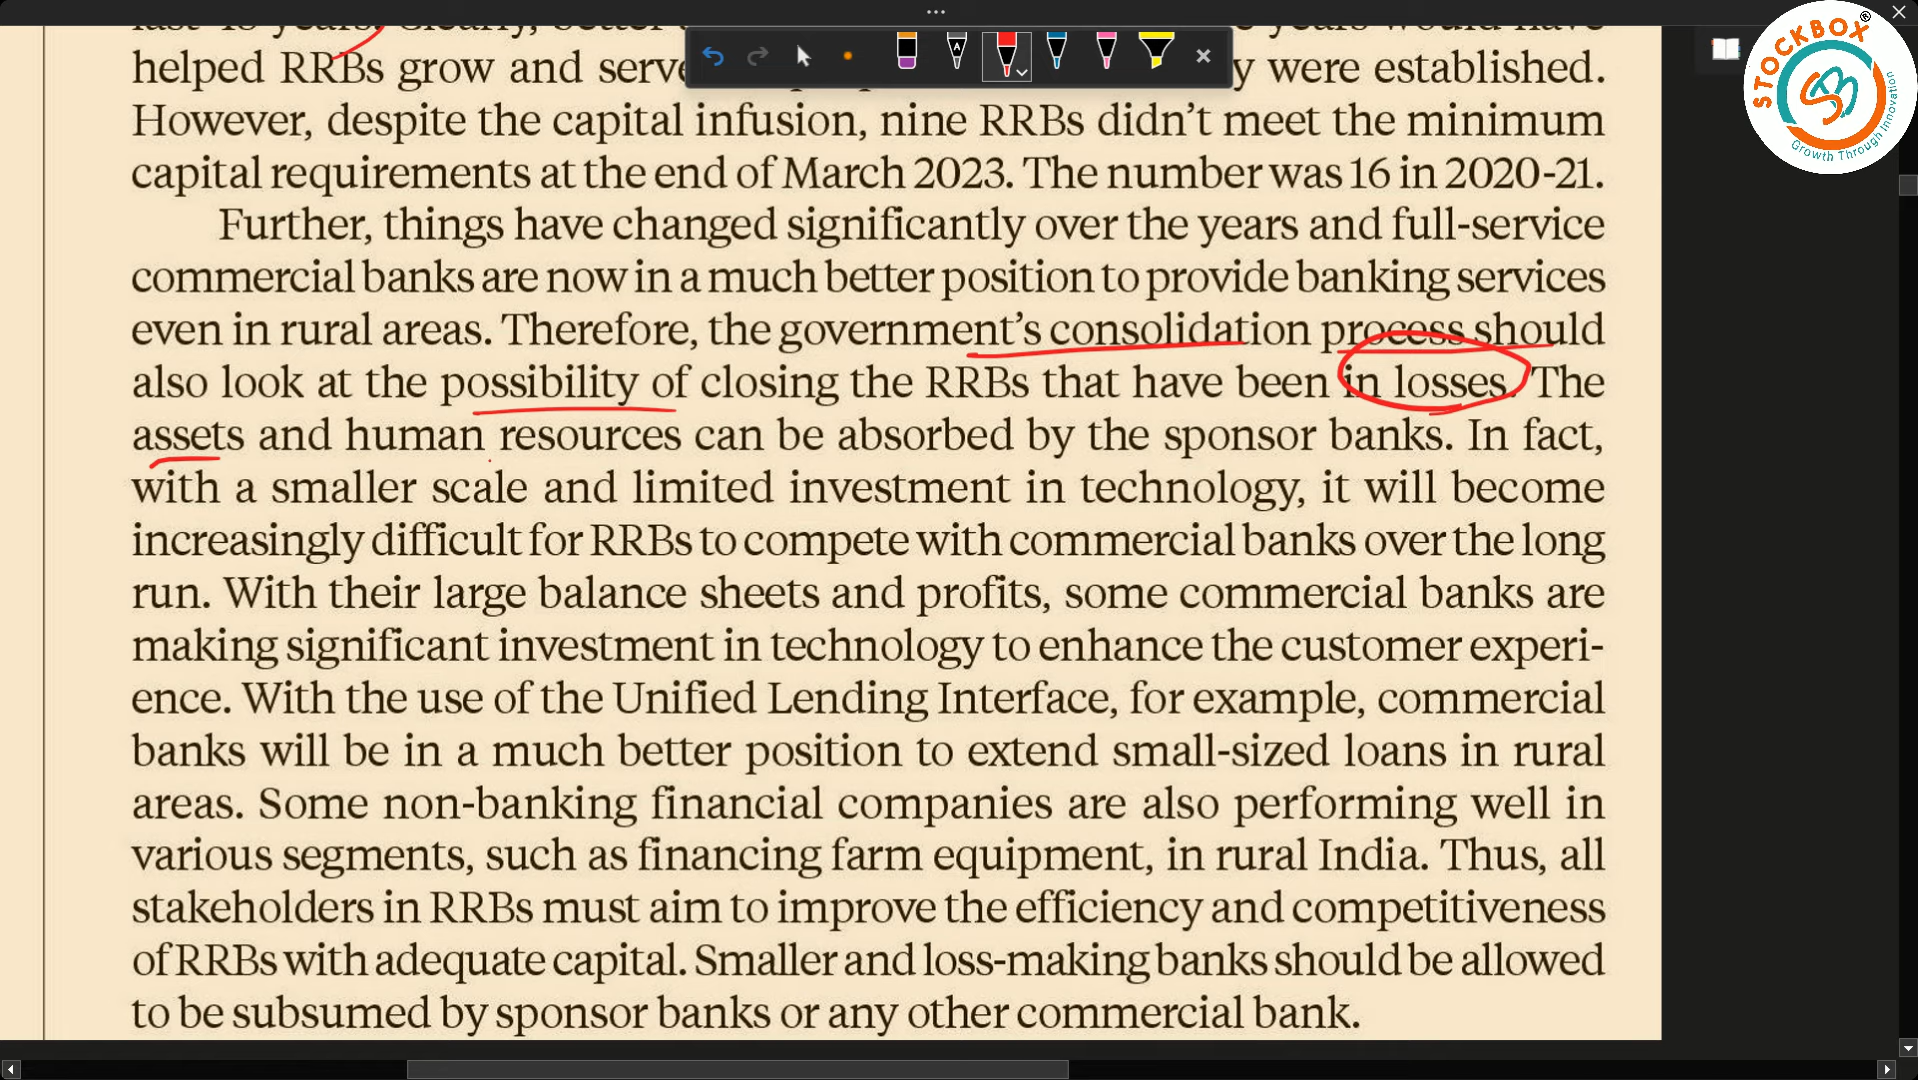 last 15 years. Clearly, better years would have
helped RRBs grow and serve y were established.
However, despite the capital infusion, nine RRBs didn't meet the minimum
capital requirements at the end of March 2023. The number was 16 in 2020-21.
Further, things have changed significantly over the years and full-service
commercial banks are now in a much better position to provide banking services
even in rural areas. Therefore, the government's consolidation process should
also look at the possibility of closing the RRBs that have been in losses. The
assets and human resources can be absorbed by the sponsor banks. In fact,
with a smaller scale and limited investment in technology, it will become
increasingly difficult for RRBs to compete with commercial banks over the long
run. With their large balance sheets and profits, some commercial banks are
making significant investment in technology to enhance the customer experi-
ence. With the use of the Unified Lending Interface, for example, commercial
banks will be in a much better position to extend small-sized loans in rural
areas. Some non-banking financial companies are also performing well in
various segments, such as financing farm equipment, in rural India. Thus, all
stakeholders in RRBs must aim to improve the efficiency and competitiveness
of RRBs with adequate capital. Smaller and loss-making banks should be allowed
to be subsumed by sponsor banks or any other commercial bank.
STOCKBOX
Growth Through Innovation